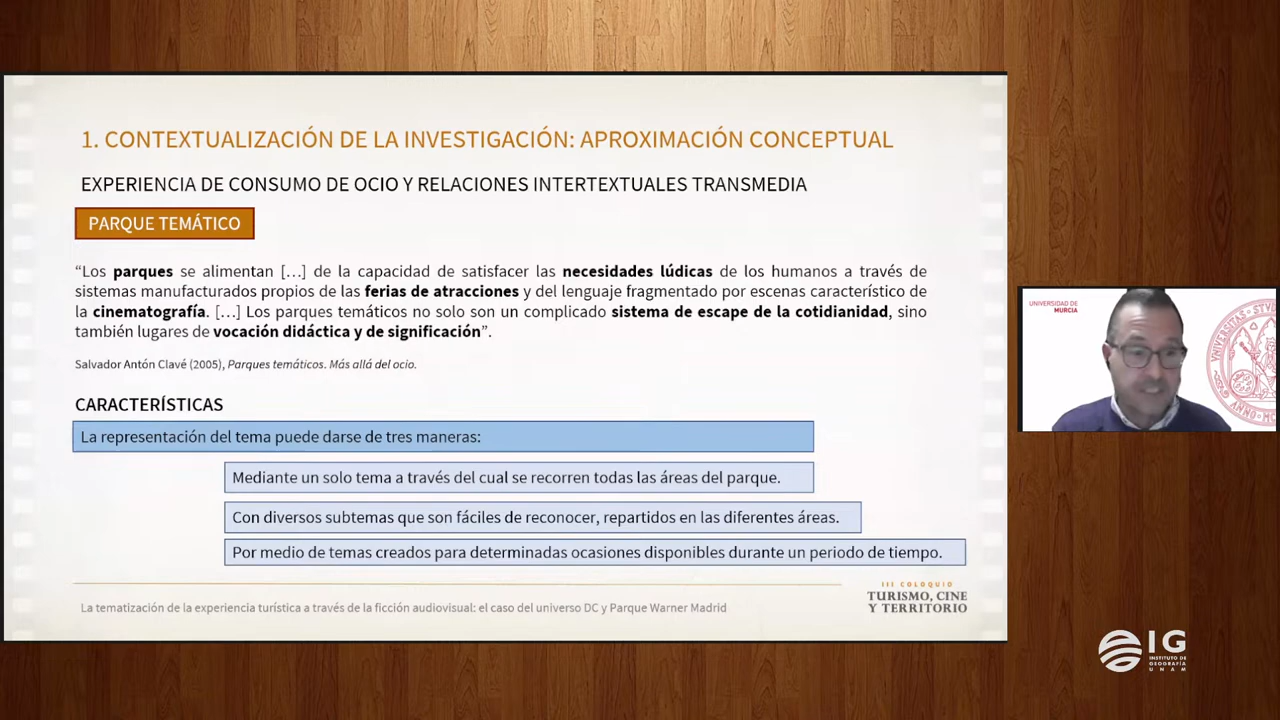 1. CONTEXTUALIZACIÓN DE LA INVESTIGACIÓN: APROXIMACIÓN CONCEPTUAL
EXPERIENCIA DE CONSUMO DE OCIO Y RELACIONES INTERTEXTUALES TRANSMEDIA
PARQUE TEMÁTICO
“Los parques se alimentan […] de la capacidad de satisfacer las necesidades lúdicas de los humanos a través de
sistemas manufacturados propios de las ferias de atracciones y del lenguaje fragmentado por escenas característico de
la cinematografía. […] Los parques temáticos no solo son un complicado sistema de escape de la cotidianidad, sino
también lugares de vocación didáctica y de significación”.
Salvador Antón Clavé (2005), Parques temáticos. Más allá del ocio.
CARACTERÍSTICAS
La representación del tema puede darse de tres maneras:
Mediante un solo tema a través del cual se recorren todas las áreas del parque.
Con diversos subtemas que son fáciles de reconocer, repartidos en las diferentes áreas.
Por medio de temas creados para determinadas ocasiones disponibles durante un periodo de tiempo.
La tematización de la experiencia turística a través de la ficción audiovisual: el caso del universo DC y Parque Warner Madrid
III COLOQUIO
TURISMO, CINE
Y TERRITORIO
UNIVERSIDAD DE
MURCIA
IG
INSTITUTO DE
GEOGRAFÍA
UNAM